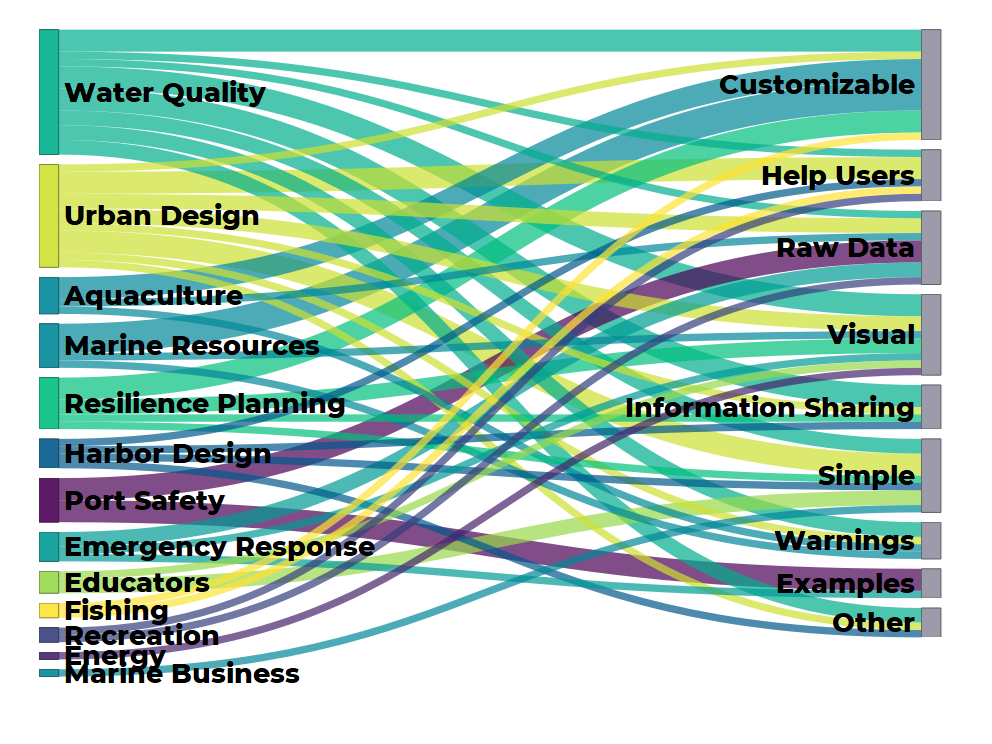 Water Quality
Urban Design
Aquaculture
Marine Resources
Resilience Planning
Harbor Design
Port Safety
Emergency Response
Educators
Fishing
Recreation
Energy
Marine Business
Customizable
Help Users
Raw Data
Visual
Information Sharing
Simple
Warnings
Examples
Other